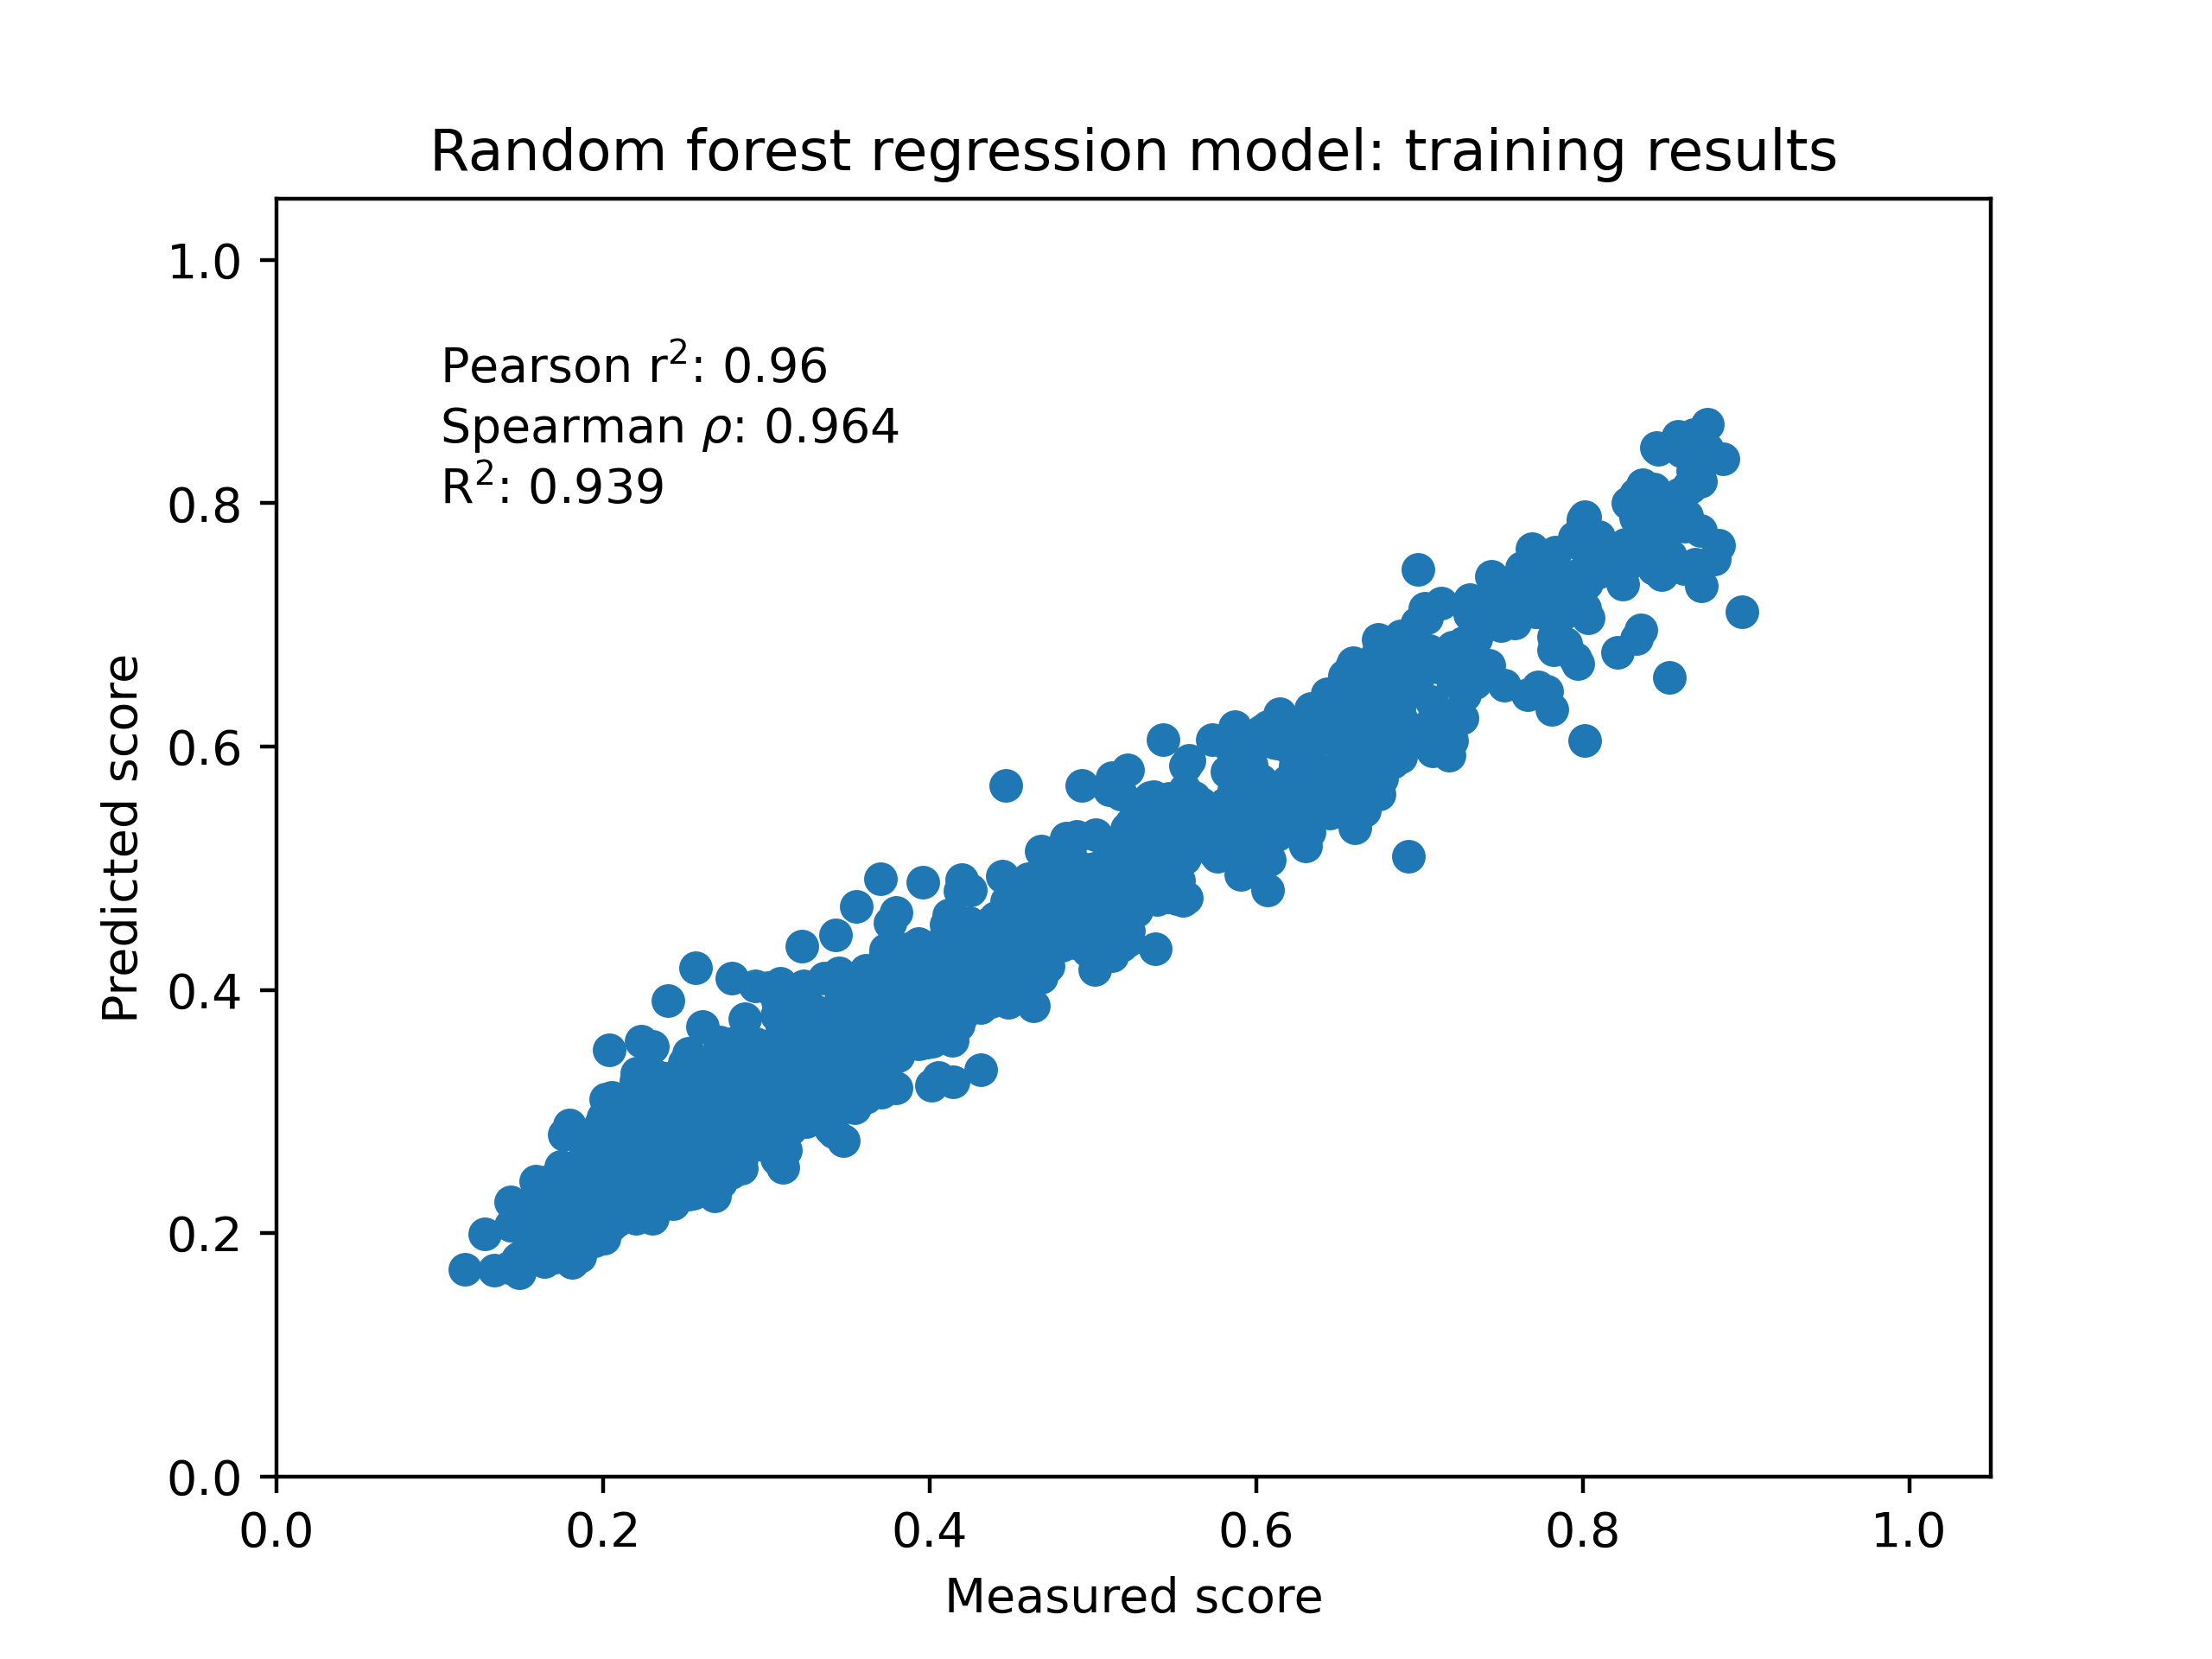 Random forest regression model: training results
1.0
Pearson r²: 0.96
Spearman ρ: 0.964
R²: 0.939
0.8
0.6
Predicted score
0.4
0.2
0.0
0.0 0.2 0.4 0.6 0.8 1.0
Measured score